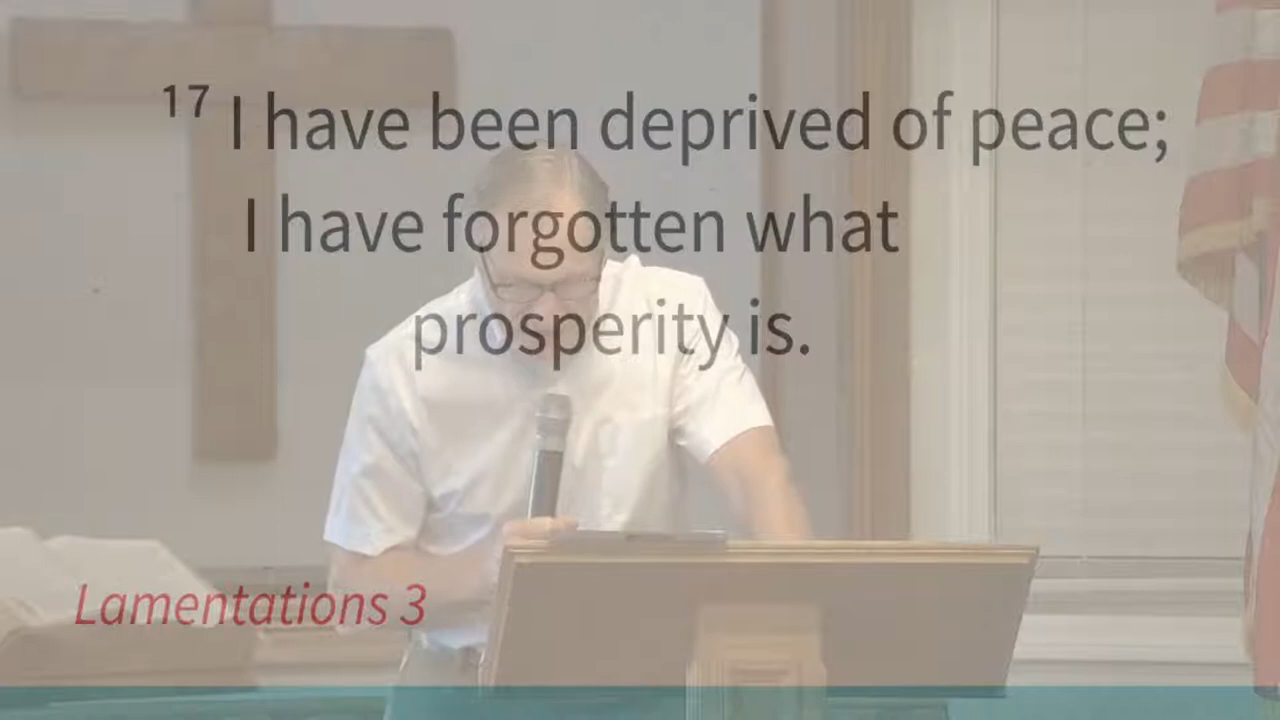 17 I have been deprived of peace;
I have forgotten what
prosperity is.
Lamentations 3